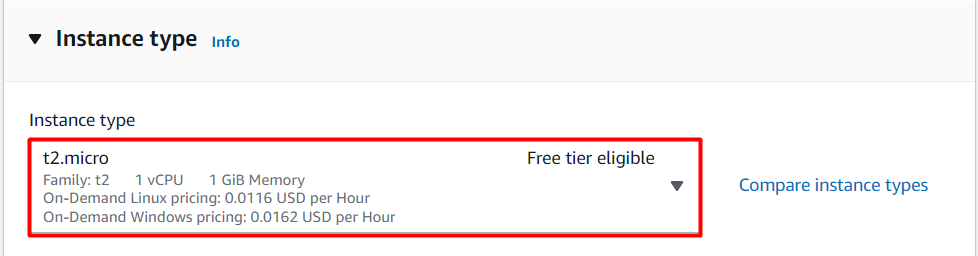 Instance type Info
Instance type
t2.micro Free tier eligible
Family: t2 1 vCPU 1 GiB Memory
On-Demand Linux pricing: 0.0116 USD per Hour
On-Demand Windows pricing: 0.0162 USD per Hour
Compare instance types